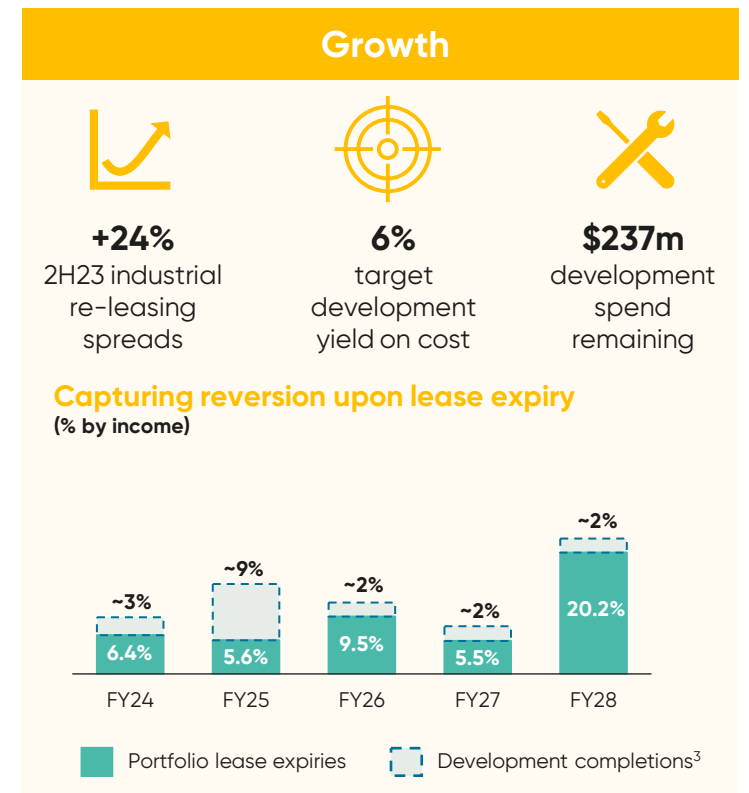 Growth
+24%
2H23 industrial
re-leasing
spreads
6%
target
development
yield on cost
$237m
development
spend
remaining
Capturing reversion upon lease expiry
(% by income)
~3%
6.4%
~9%
5.6%
~2%
9.5%
~2%
5.5%
~2%
20.2%
FY24
FY25
FY26
FY27
FY28
Portfolio lease expiries
Development completions³